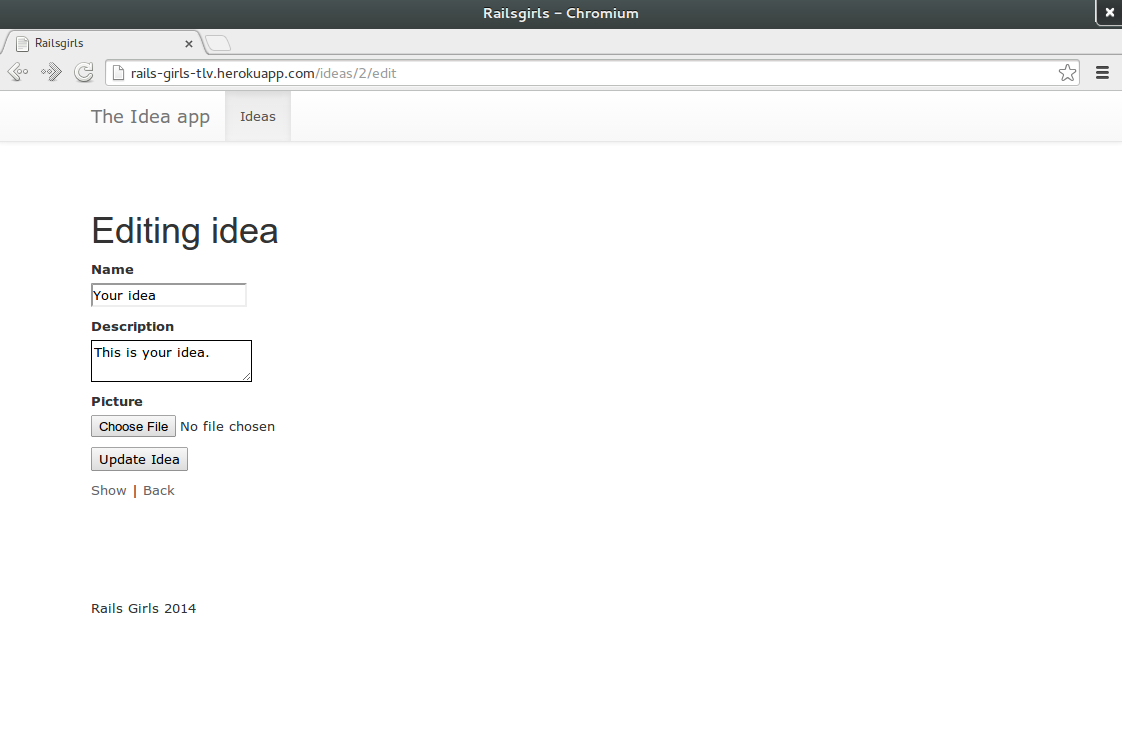 Railsgirls – Chromium
Railsgirls
rails-girls-tlv.herokuapp.com/ideas/2/edit
The Idea app Ideas
Editing idea
Name
Your idea
Description
This is your idea.
Picture
Choose File No file chosen
Update Idea
Show | Back
Rails Girls 2014